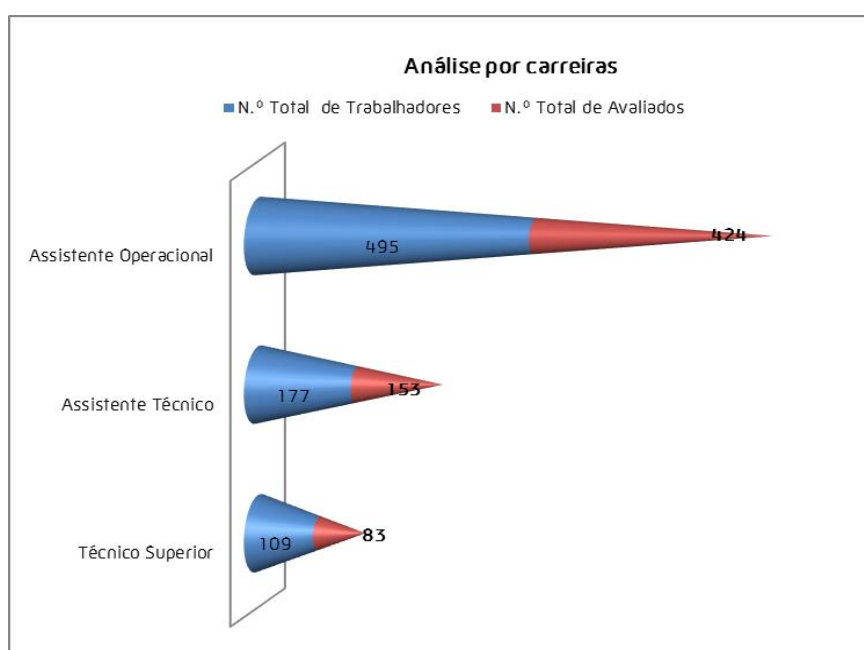 Análise por carreiras
N.º Total de Trabalhadores N.º Total de Avaliados
Assistente Operacional 495 424
Assistente Técnico 177 153
Técnico Superior 109 83